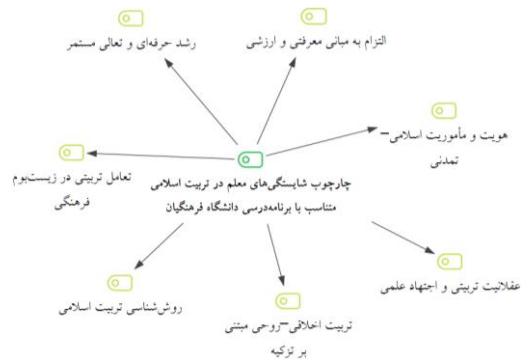 التزام به مبانی معرفتی و ارزشی
رشد حرفه‌ای و تعالی مستمر
هویت و مأموریت اسلامی–
تمدنی
تعامل تربیتی در زیست‌بوم
فرهنگی
چارچوب شایستگی‌های معلم در تربیت اسلامی
متناسب با برنامه‌درسی دانشگاه فرهنگیان
عقلانیت تربیتی و اجتهاد علمی
روش‌شناسی تربیت اسلامی
تربیت اخلاقی–روحی مبتنی
بر تزکیه